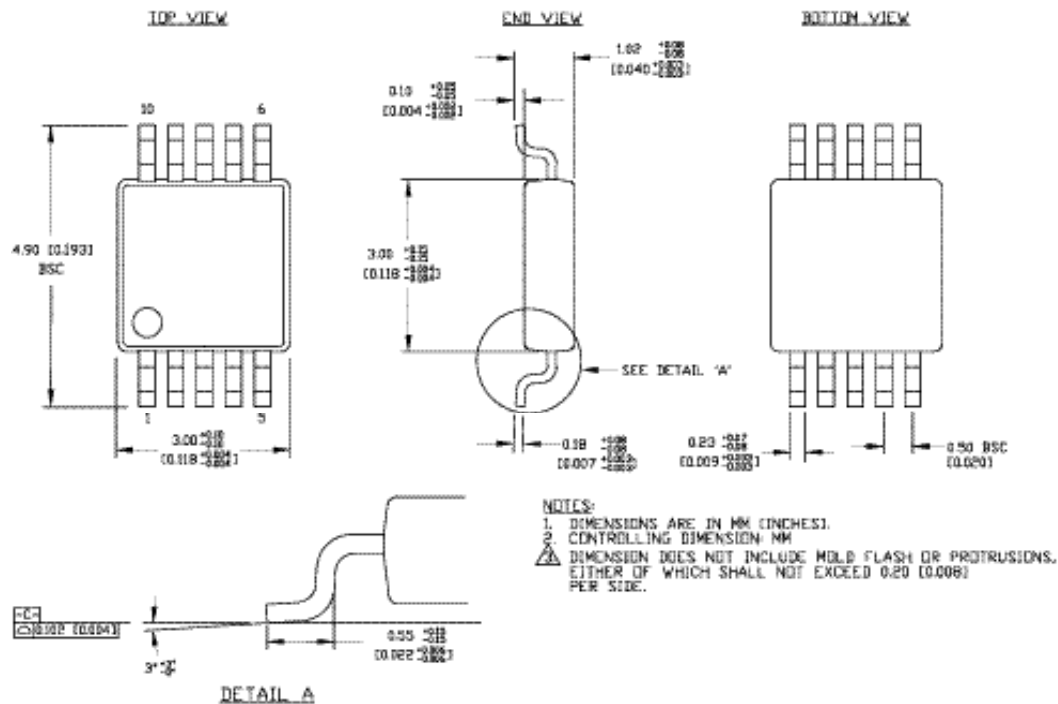 TOP VIEW
END VIEW
BOTTOM VIEW
1.02
[0.040
0.10
[0.004
10
6
4.90 [0.193]
BSC
3.00
[0.118
SEE DETAIL 'A'
1
5
3.00
[0.118
0.18
[0.007
0.23
[0.009
0.50 BSC
[0.020]
NOTES:
1. DIMENSIONS ARE IN MM [INCHES].
2. CONTROLLING DIMENSION: MM
3 DIMENSION DOES NOT INCLUDE MOLD FLASH OR PROTRUSIONS,
EITHER OF WHICH SHALL NOT EXCEED 0.20 [0.008]
PER SIDE.
-C-
0.102 [0.004]
0.55
[0.022
3°
DETAIL A